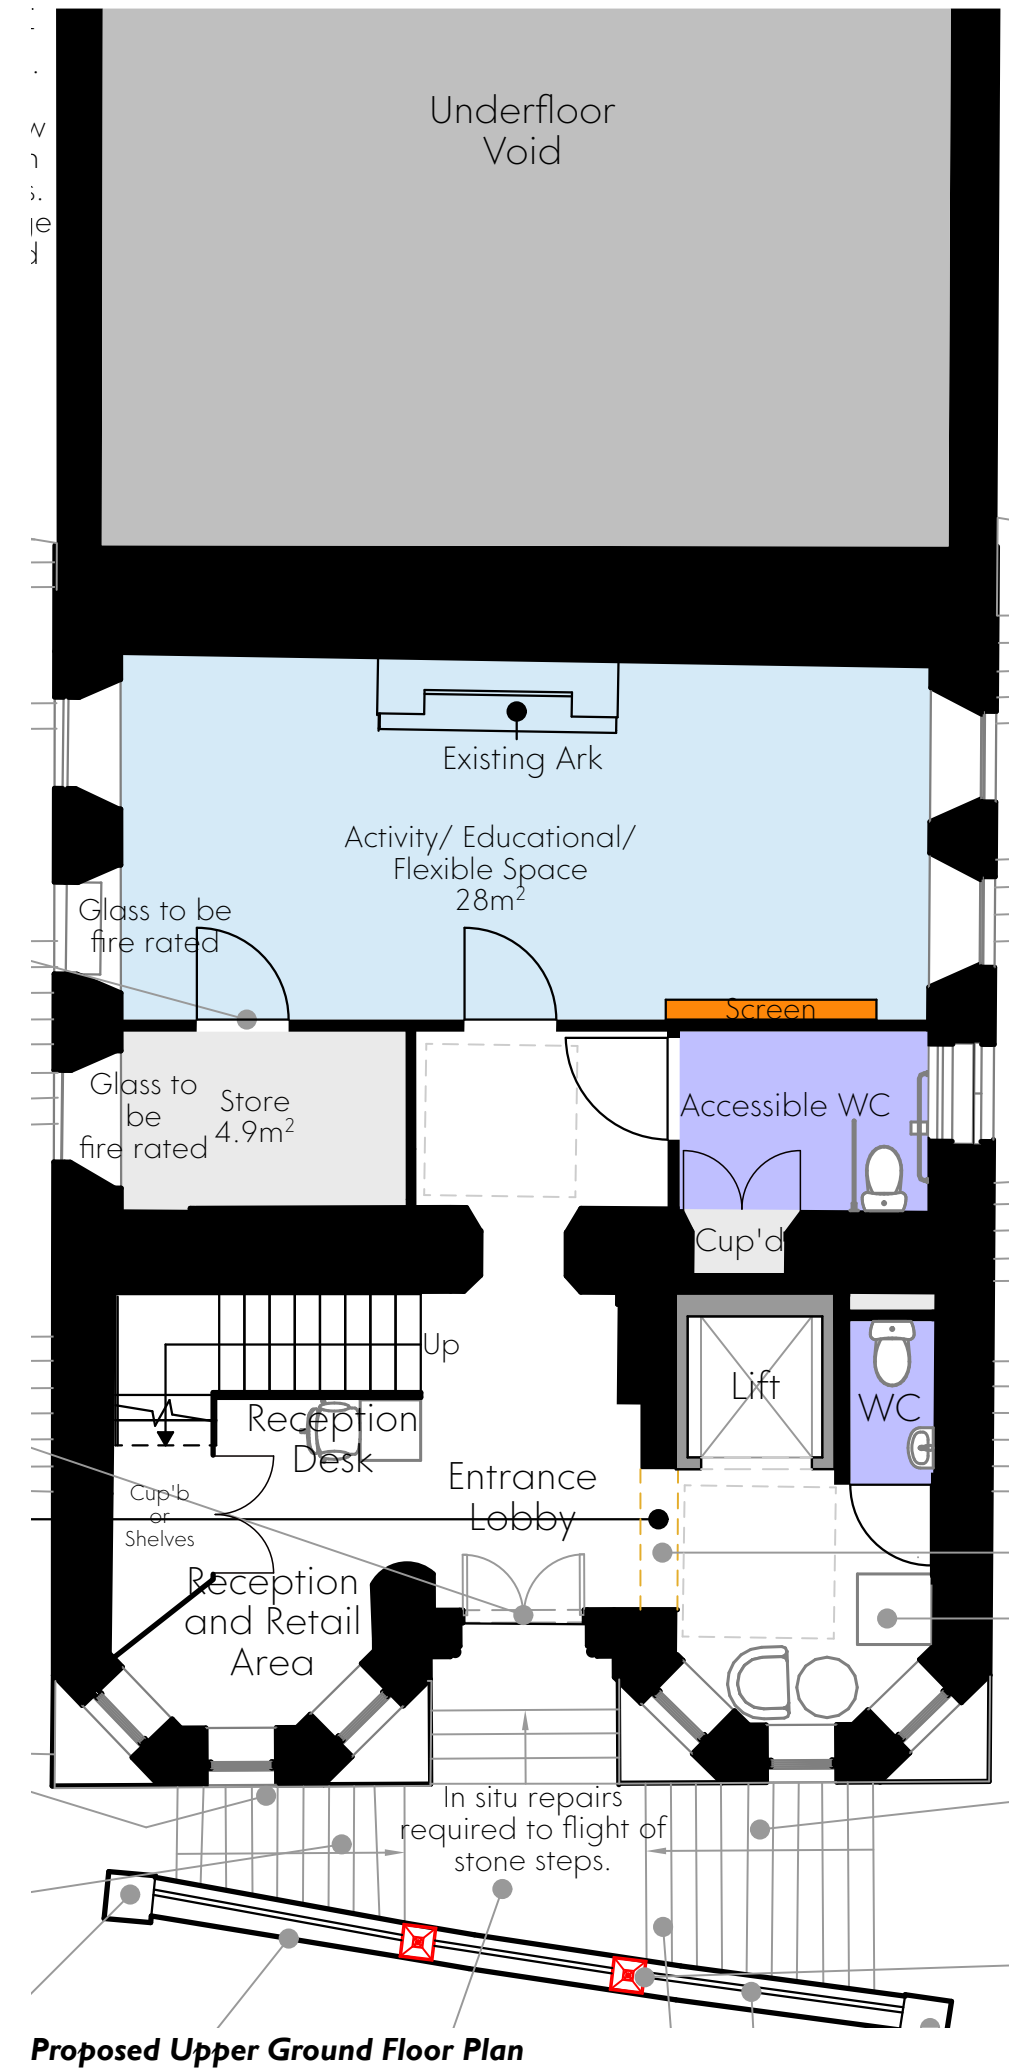 Underfloor
Void
Existing Ark
Activity/ Educational/
Flexible Space
28m²
Glass to be
fire rated
Screen
Glass to
be
fire rated
Store
4.9m²
Accessible WC
Cup'd
Up
Lift
WC
Reception
Desk
Entrance
Lobby
Cup'b
or
Shelves
Reception
and Retail
Area
In situ repairs
required to flight of
stone steps.
Proposed Upper Ground Floor Plan